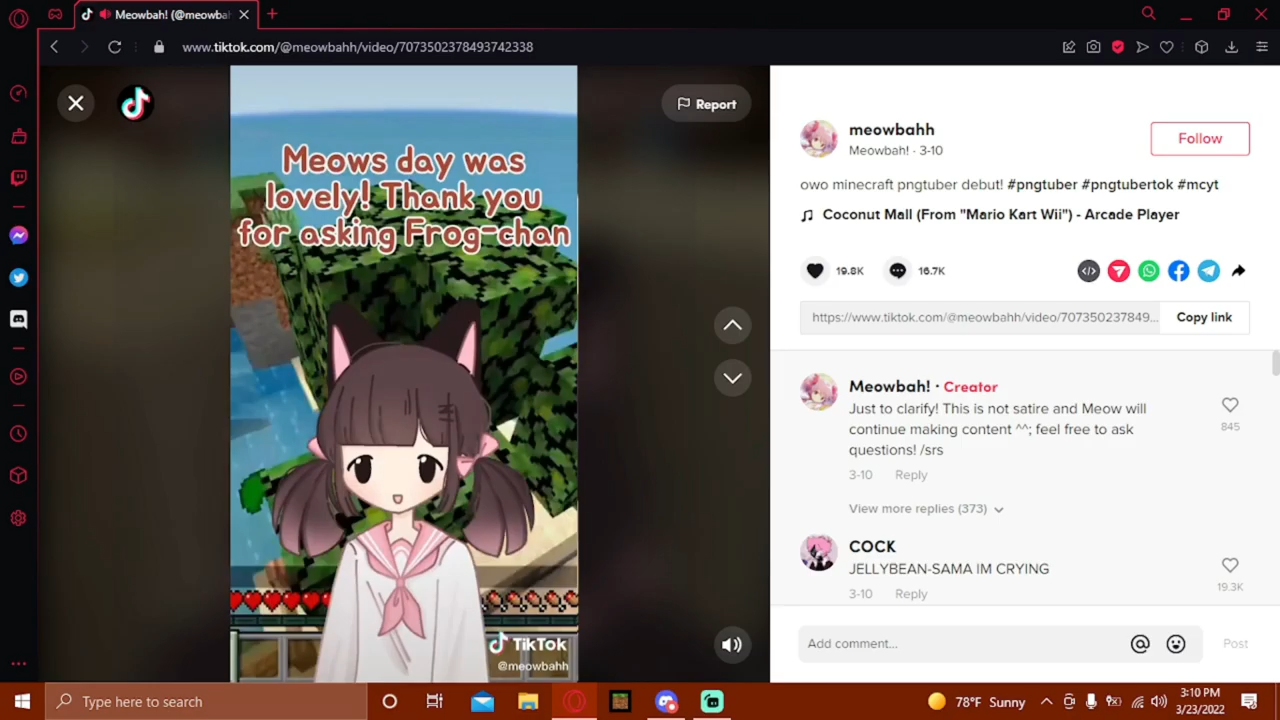 Meowbah! (@meowba
www.tiktok.com/@meowbahh/video/7073502378493742338
Report
Meows day was
lovely! Thank you
for asking Frog-chan
TikTok
@meowbahh
meowbahh
Meowbah! · 3-10
Follow
owo minecraft pngtuber debut! #pngtuber #pngtubertok #mcyt
Coconut Mall (From "Mario Kart Wii") - Arcade Player
19.8K
16.7K
https://www.tiktok.com/@meowbahh/video/707350237849...
Copy link
Meowbah! · Creator
Just to clarify! This is not satire and Meow will
continue making content ^^; feel free to ask
questions! /srs
845
3-10 Reply
View more replies (373)
COCK
JELLYBEAN-SAMA IM CRYING
19.3K
3-10 Reply
Add comment...
Post
Type here to search
78°F Sunny
3:10 PM
3/23/2022